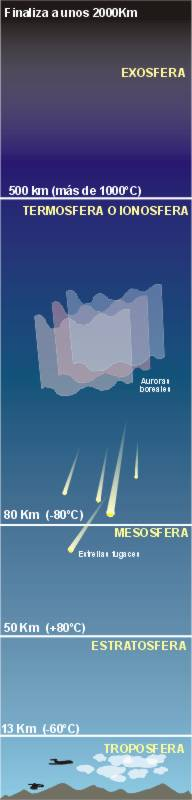 Finaliza a unos 2000Km
EXOSFERA
500 km (más de 1000°C)
TERMOSFERA O IONOSFERA
Auroras
boreales
80 Km (-80°C)
MESOSFERA
Estrellas fugaces
50 Km (+80°C)
ESTRATOSFERA
13 Km (-60°C)
TROPOSFERA